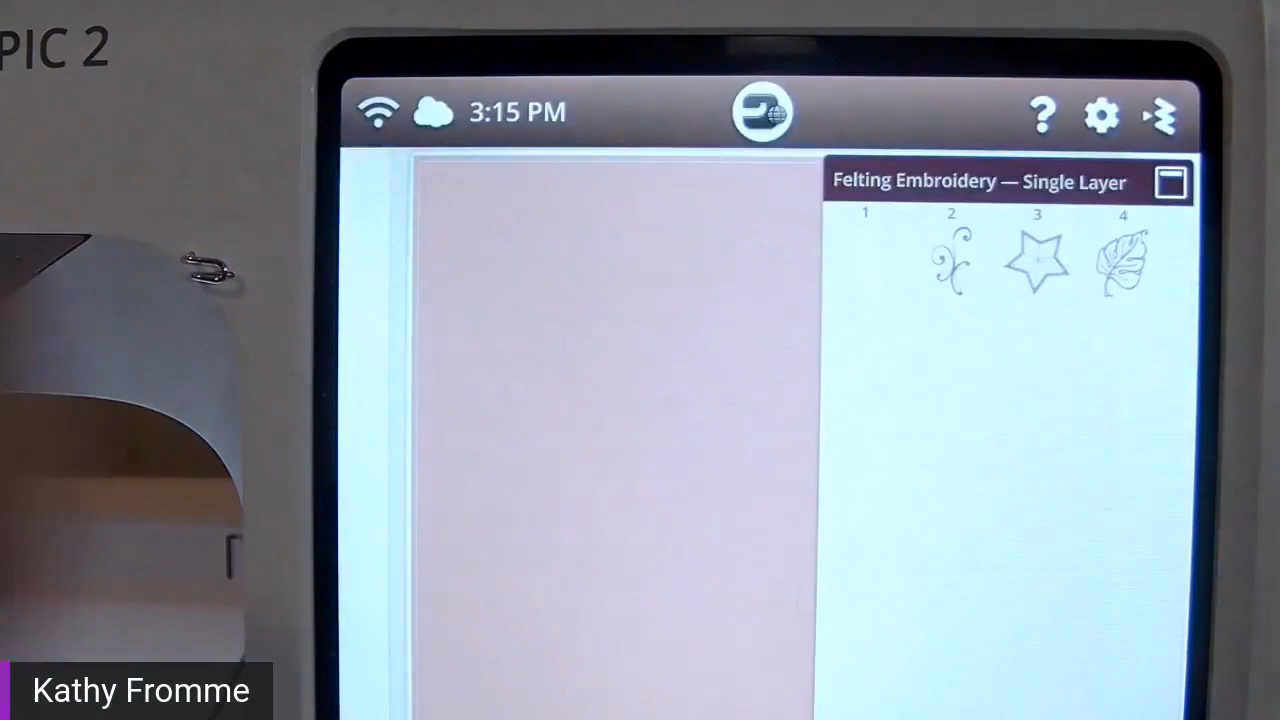 PIC 2
3:15 PM
?
Felting Embroidery — Single Layer
1 2 3 4
Kathy Fromme